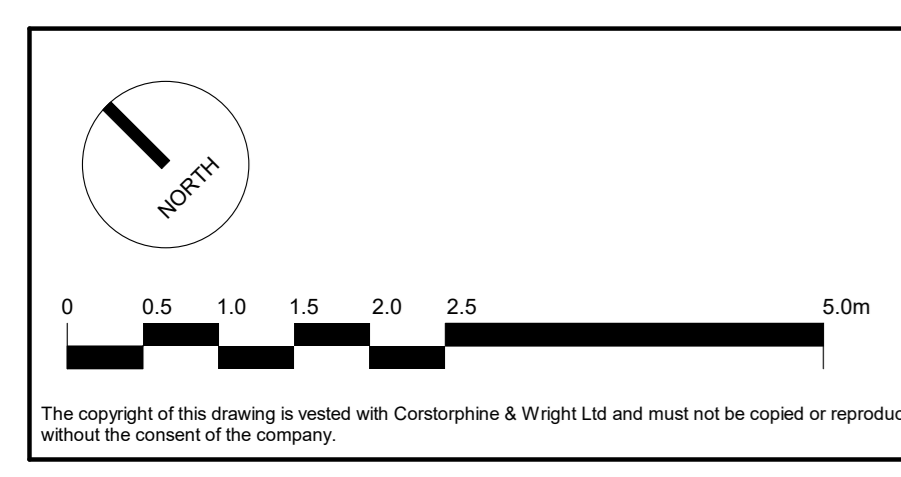 NORTH
0 0.5 1.0 1.5 2.0 2.5 5.0m
The copyright of this drawing is vested with Corstorphine & Wright Ltd and must not be copied or reproduc
without the consent of the company.